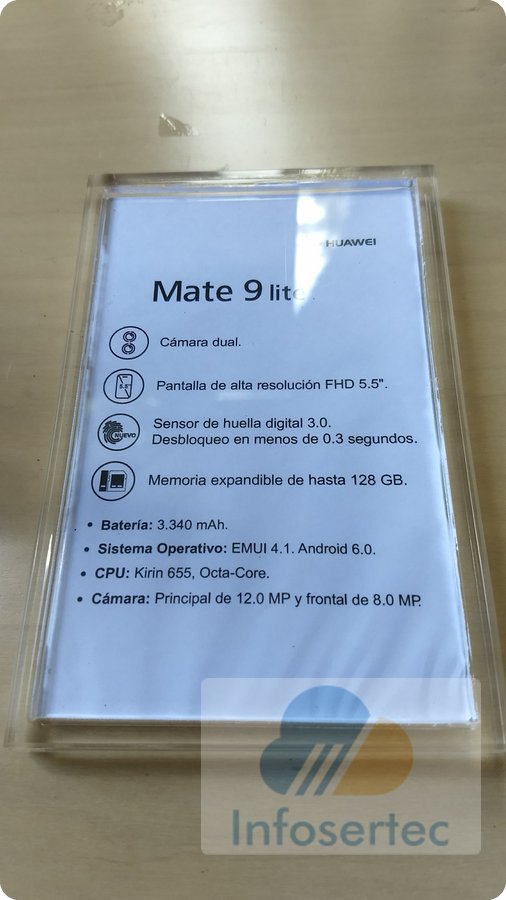 HUAWEI
Mate 9 lite
Cámara dual.
5.5"
Pantalla de alta resolución FHD 5.5".
NUEVO
Sensor de huella digital 3.0.
Desbloqueo en menos de 0.3 segundos.
Memoria expandible de hasta 128 GB.
• Batería: 3.340 mAh.
• Sistema Operativo: EMUI 4.1. Android 6.0.
• CPU: Kirin 655, Octa-Core.
• Cámara: Principal de 12.0 MP y frontal de 8.0 MP.
Infosertec